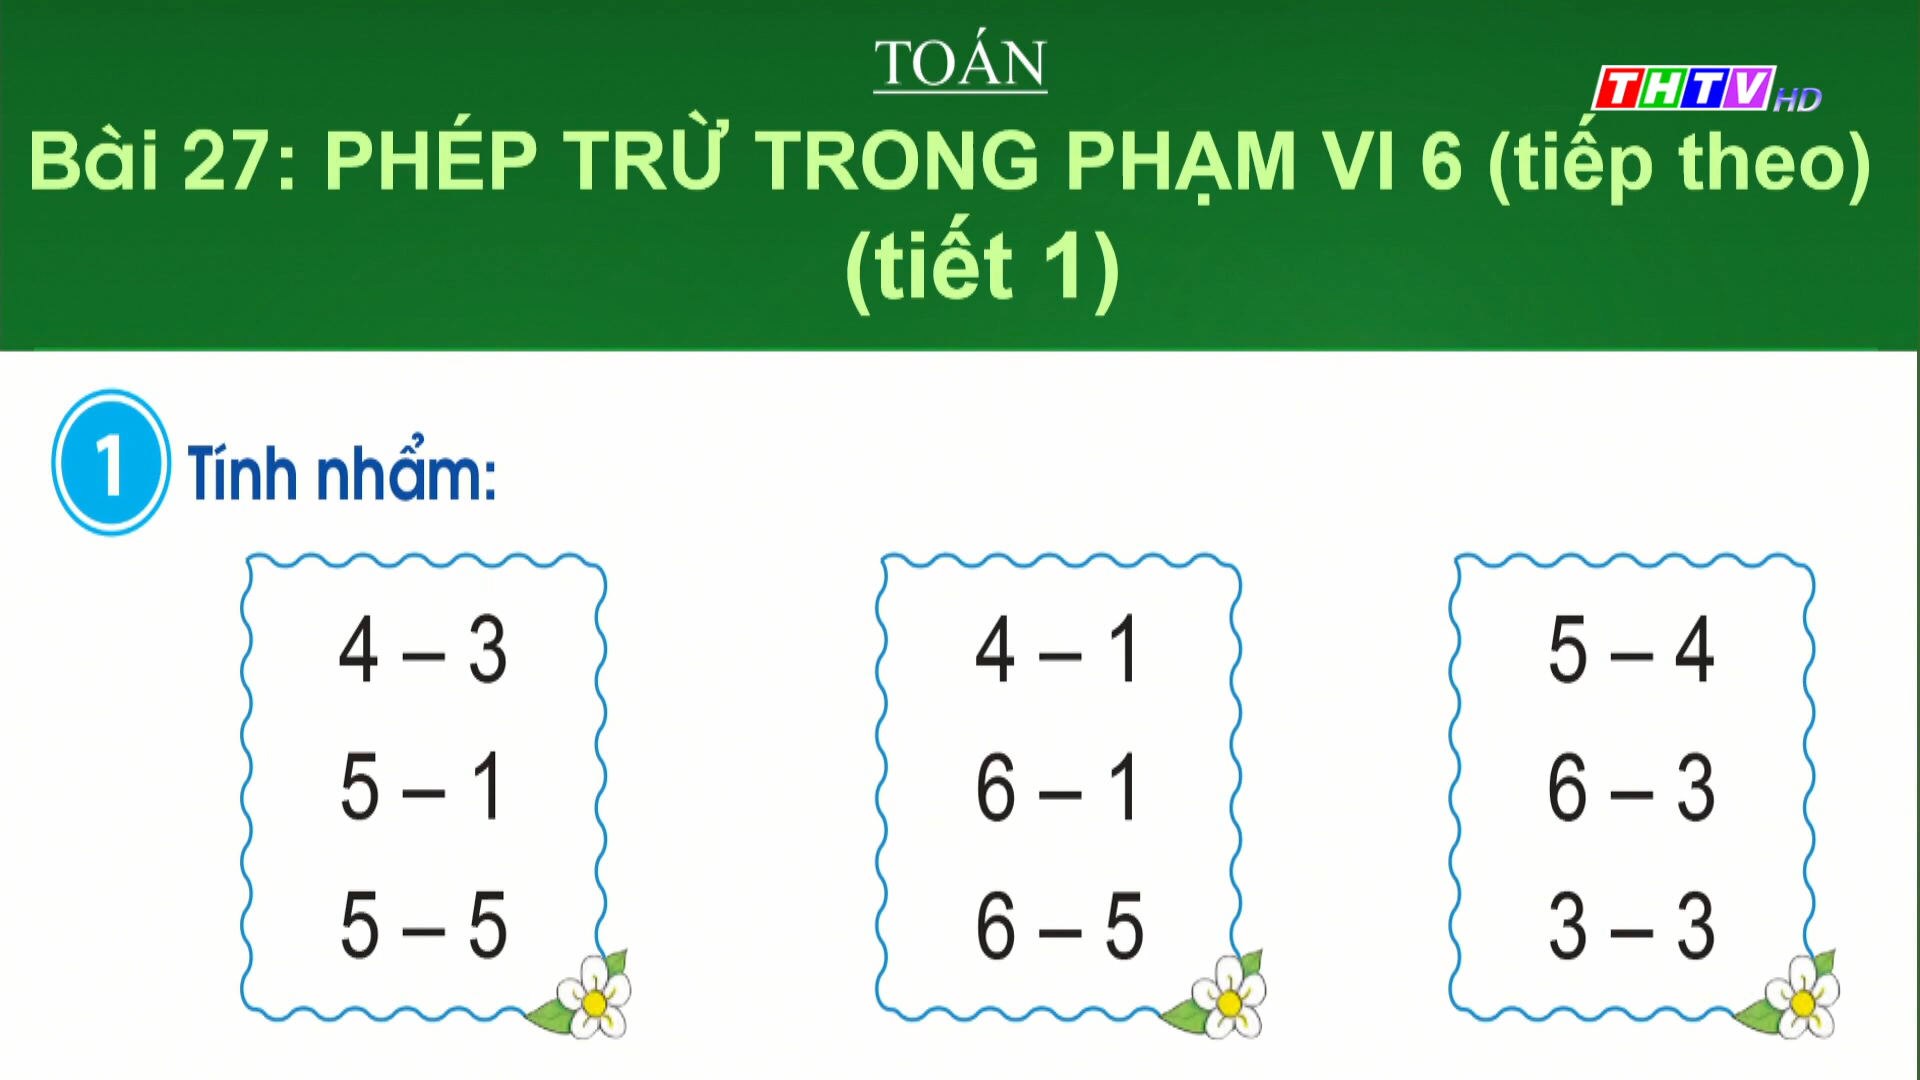 TOÁN
THTV HD
Bài 27: PHÉP TRỪ TRONG PHẠM VI 6 (tiếp theo)
(tiết 1)
1 Tính nhẩm:
4 – 3
5 – 1
5 – 5
4 – 1
6 – 1
6 – 5
5 – 4
6 – 3
3 – 3